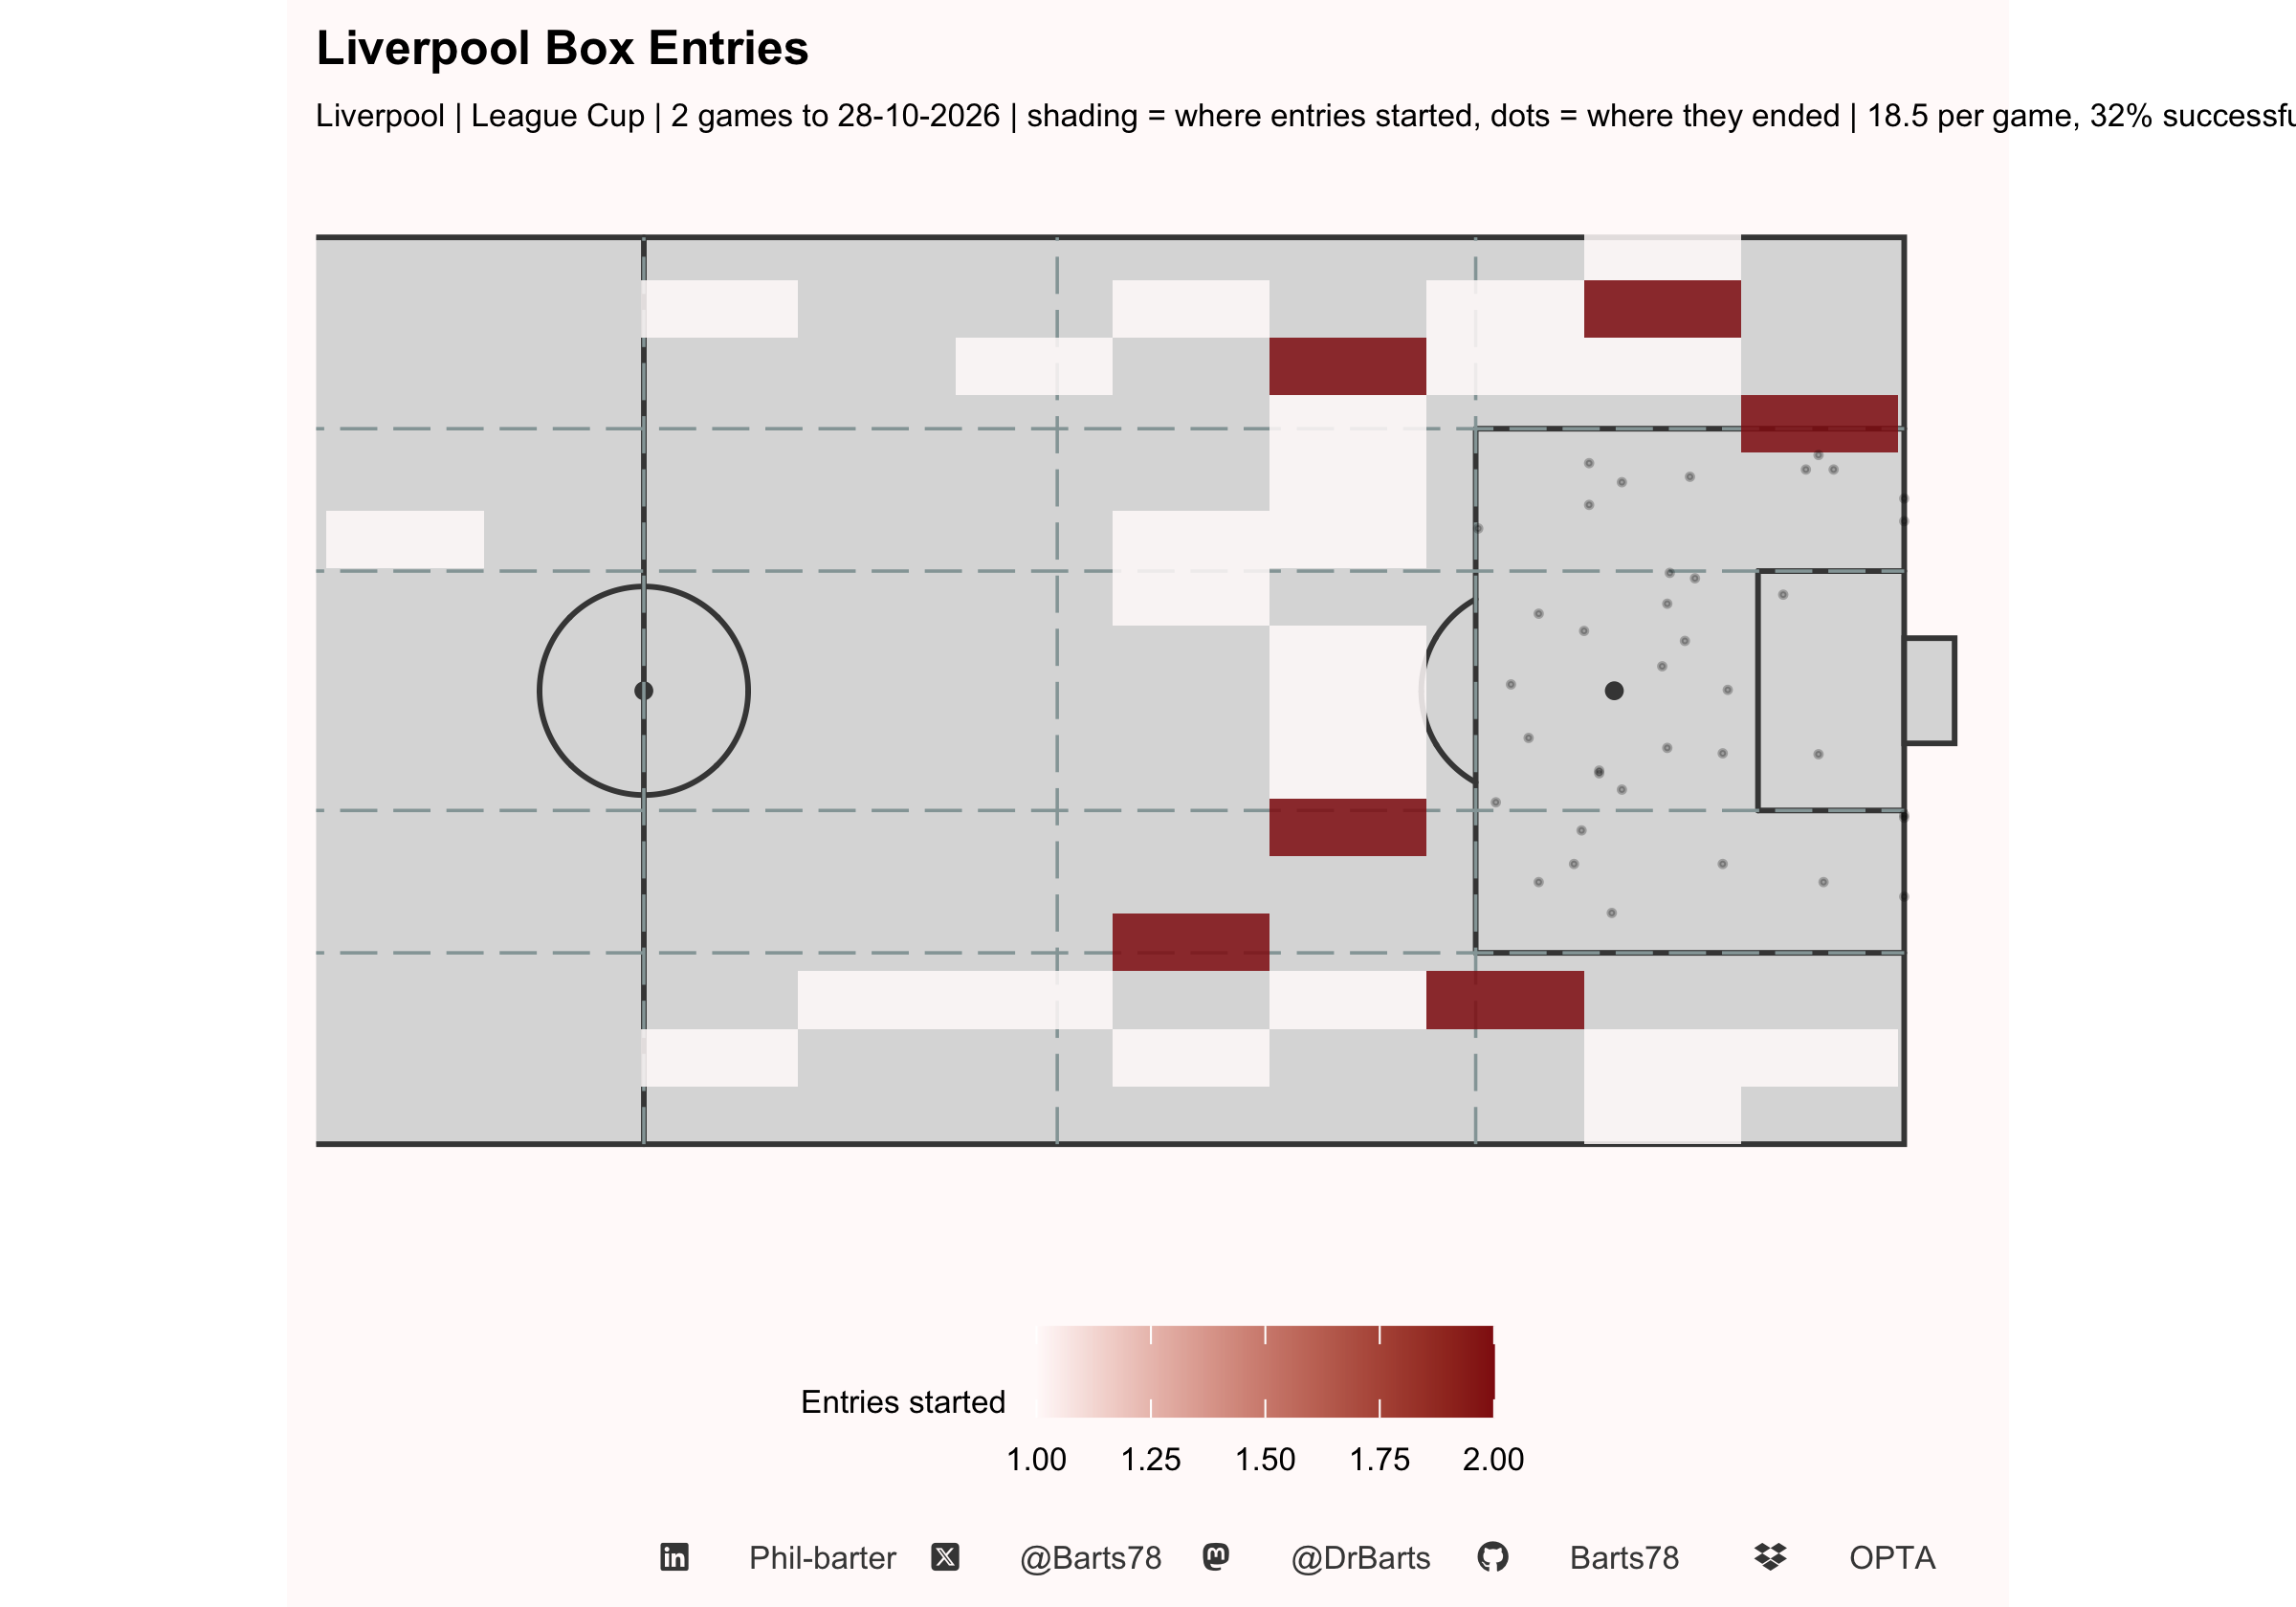 Liverpool Box Entries
Liverpool | League Cup | 2 games to 28-10-2026 | shading = where entries started, dots = where they ended | 18.5 per game, 32%
Entries started
1.00 1.25 1.50 1.75 2.00
Phil-barter @Barts78 @DrBarts Barts78 OPTA